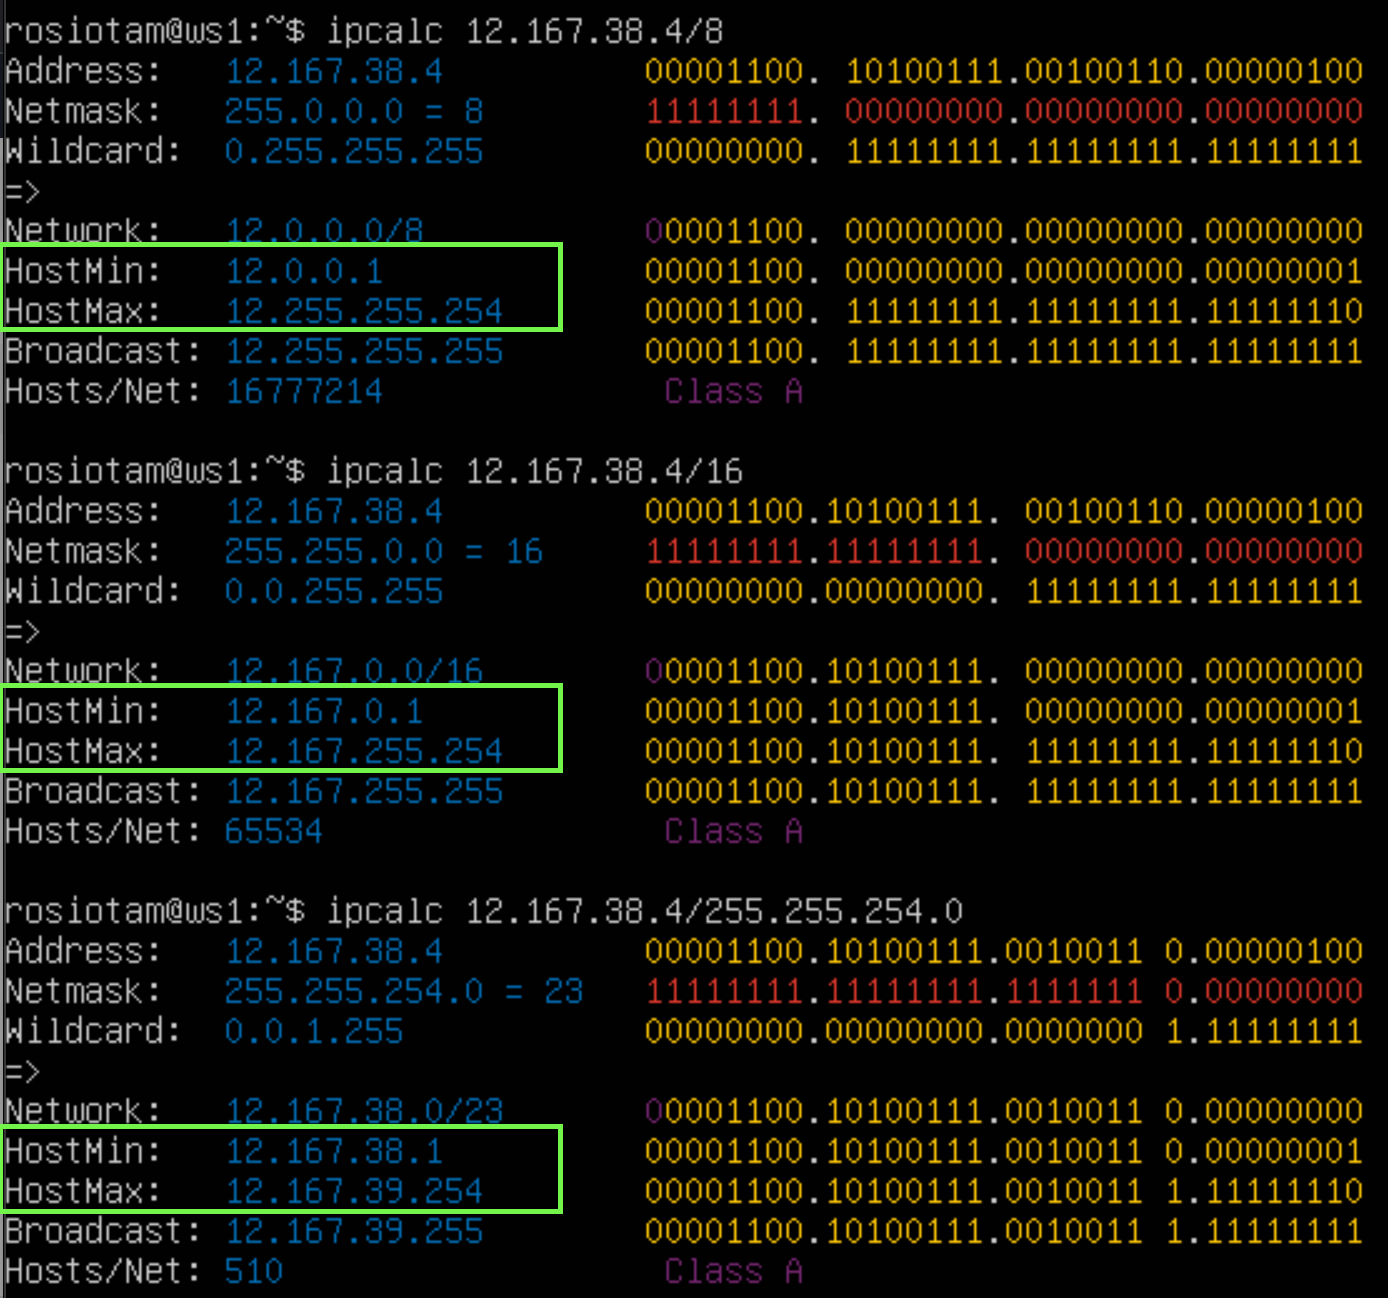 rosiotam@ws1:~$ ipcalc 12.167.38.4/8
Address:   12.167.38.4          00001100. 10100111.00100110.00000100
Netmask:   255.0.0.0 = 8        11111111. 00000000.00000000.00000000
Wildcard:  0.255.255.255        00000000. 11111111.11111111.11111111
=>
Network:   12.0.0.0/8           00001100. 00000000.00000000.00000000
HostMin:   12.0.0.1             00001100. 00000000.00000000.00000001
HostMax:   12.255.255.254       00001100. 11111111.11111111.11111110
Broadcast: 12.255.255.255       00001100. 11111111.11111111.11111111
Hosts/Net: 16777214              Class A
rosiotam@ws1:~$ ipcalc 12.167.38.4/16
Address:   12.167.38.4          00001100.10100111. 00100110.00000100
Netmask:   255.255.0.0 = 16     11111111.11111111. 00000000.00000000
Wildcard:  0.0.255.255          00000000.00000000. 11111111.11111111
=>
Network:   12.167.0.0/16        00001100.10100111. 00000000.00000000
HostMin:   12.167.0.1           00001100.10100111. 00000000.00000001
HostMax:   12.167.255.254       00001100.10100111. 11111111.11111110
Broadcast: 12.167.255.255       00001100.10100111. 11111111.11111111
Hosts/Net: 65534                 Class A
rosiotam@ws1:~$ ipcalc 12.167.38.4/255.255.254.0
Address:   12.167.38.4          00001100.10100111.0010011 0.00000100
Netmask:   255.255.254.0 = 23   11111111.11111111.1111111 0.00000000
Wildcard:  0.0.1.255            00000000.00000000.0000000 1.11111111
=>
Network:   12.167.38.0/23       00001100.10100111.0010011 0.00000000
HostMin:   12.167.38.1          00001100.10100111.0010011 0.00000001
HostMax:   12.167.39.254        00001100.10100111.0010011 1.11111110
Broadcast: 12.167.39.255        00001100.10100111.0010011 1.11111111
Hosts/Net: 510                   Class A